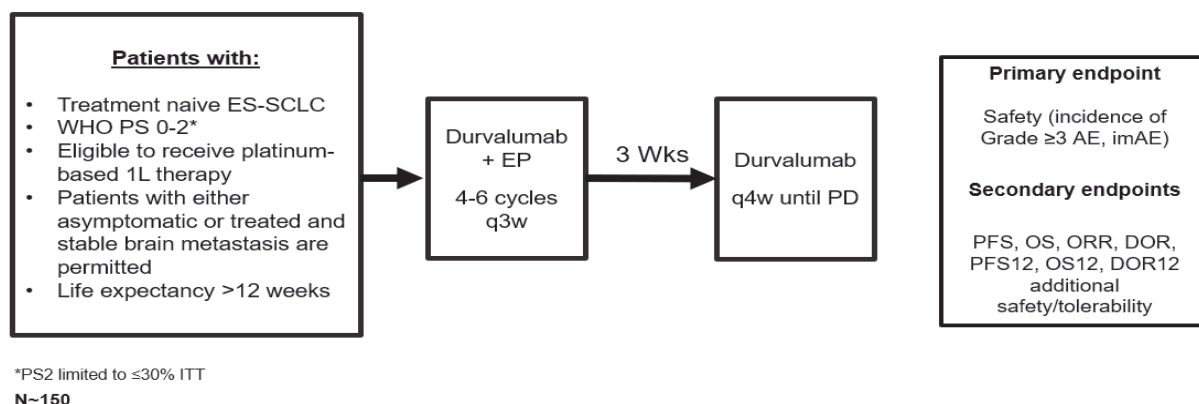 Patients with:
• Treatment naive ES-SCLC
• WHO PS 0-2*
• Eligible to receive platinum-
based 1L therapy
• Patients with either
asymptomatic or treated and
stable brain metastasis are
permitted
• Life expectancy >12 weeks
Durvalumab
+ EP
4-6 cycles
q3w
3 Wks
Durvalumab
q4w until PD
Primary endpoint
Safety (incidence of
Grade ≥3 AE, imAE)
Secondary endpoints
PFS, OS, ORR, DOR,
PFS12, OS12, DOR12
additional
safety/tolerability
*PS2 limited to ≤30% ITT
N~150